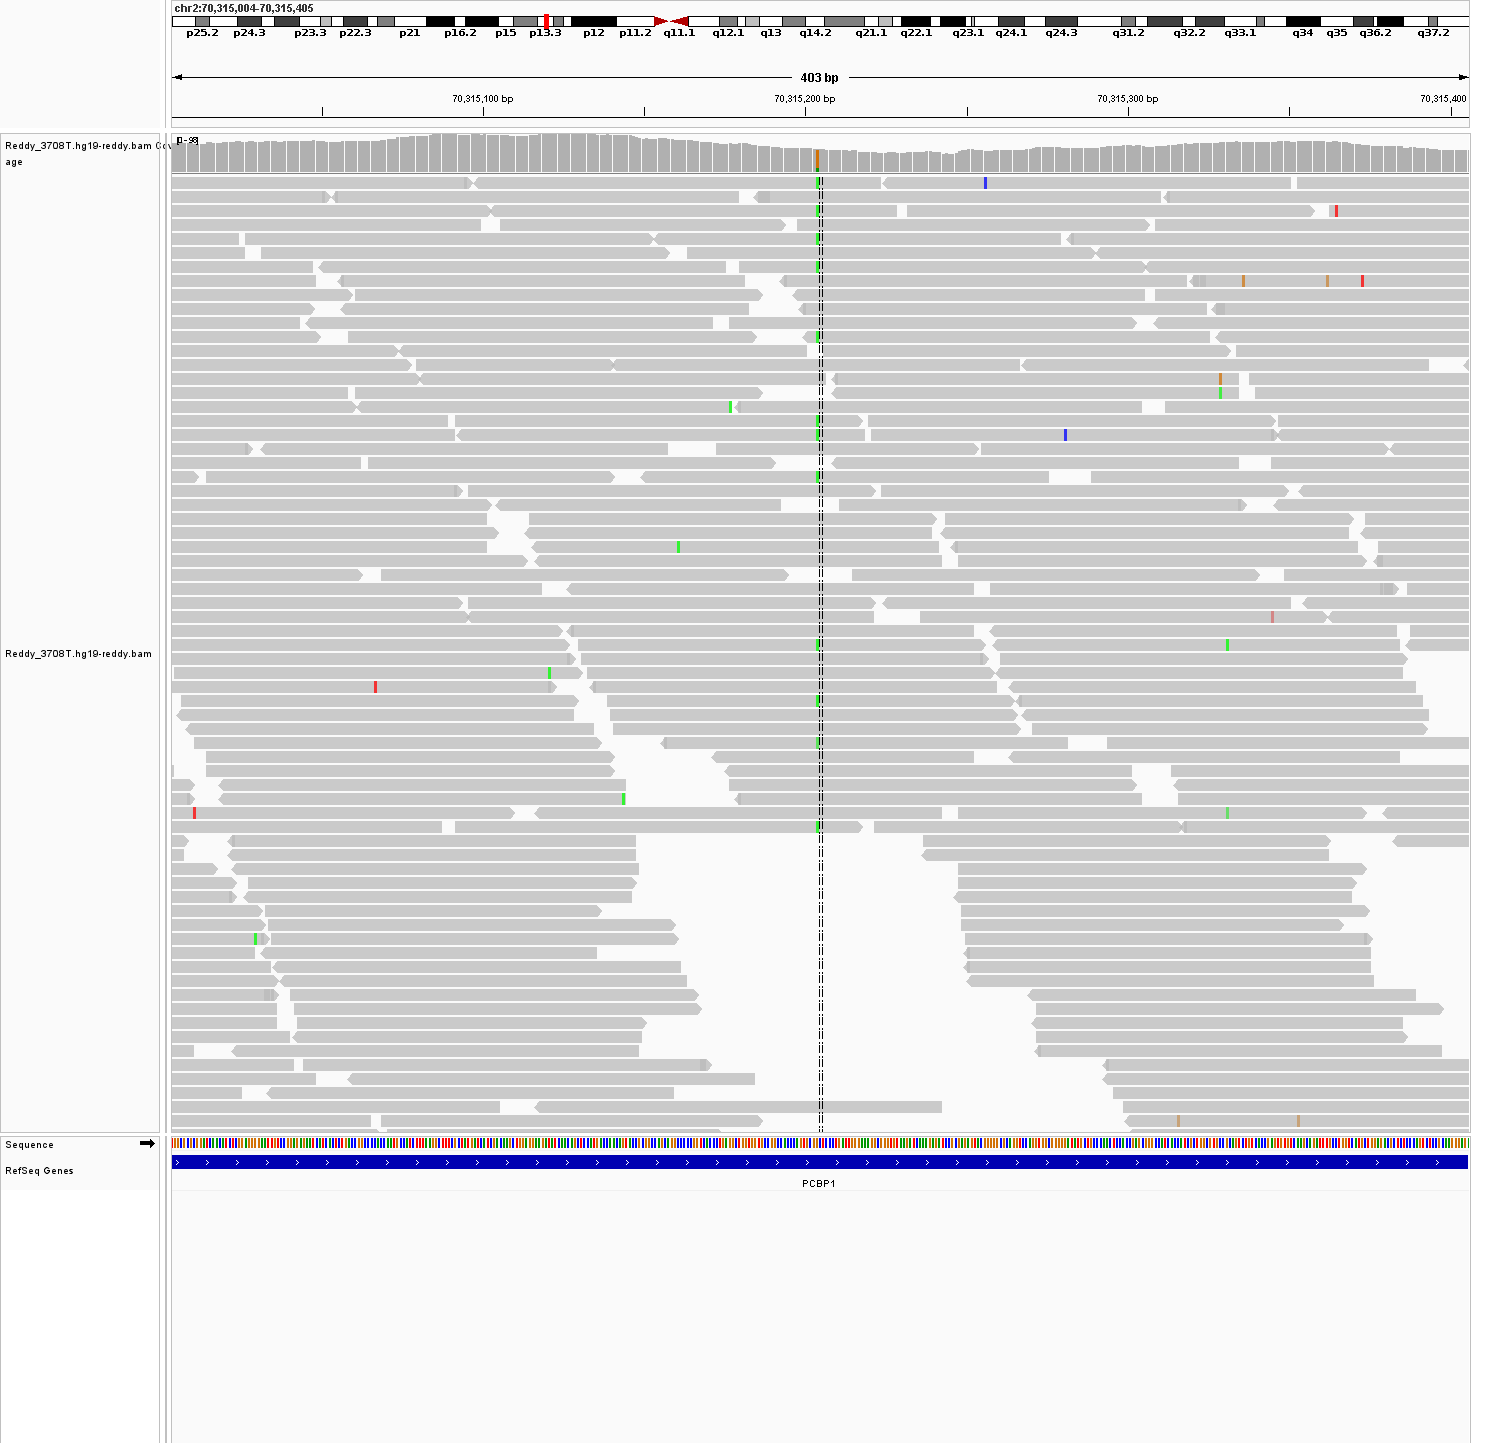 chr2:70,315,004-70,315,405
p25.2 p24.3 p23.3 p22.3 p21 p16.2 p15 p13.3 p12 p11.2 q11.1 q12.1 q13 q14.2 q21.1 q22.1 q23.1 q24.1 q24.3 q31.2 q32.2 q33.1 q34 q35 q36.2 q37.2
403 bp
70,315,100 bp 70,315,200 bp 70,315,300 bp 70,315,400
Reddy_3708T.hg19-reddy.bam
age
Reddy_3708T.hg19-reddy.bam
Sequence
RefSeq Genes
PCBP1